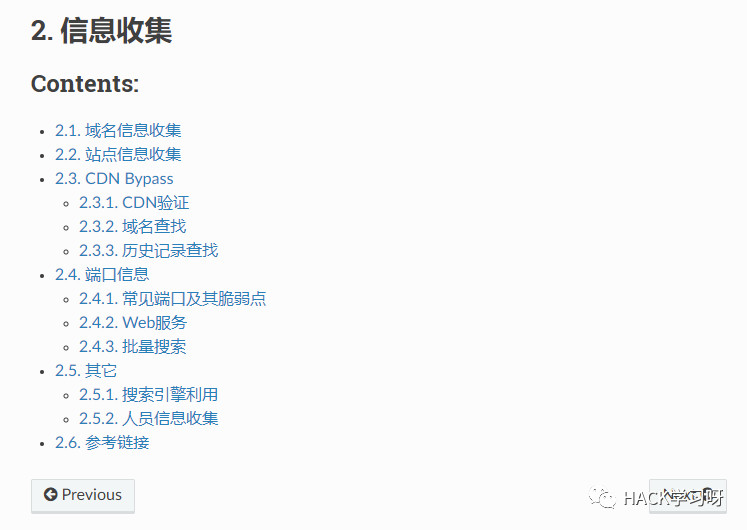 2. 信息收集
Contents:
2.1. 域名信息收集
2.2. 站点信息收集
2.3. CDN Bypass
2.3.1. CDN验证
2.3.2. 域名查找
2.3.3. 历史记录查找
2.4. 端口信息
2.4.1. 常见端口及其脆弱点
2.4.2. Web服务
2.4.3. 批量搜索
2.5. 其它
2.5.1. 搜索引擎利用
2.5.2. 人员信息收集
2.6. 参考链接
Previous
HACK学习呀